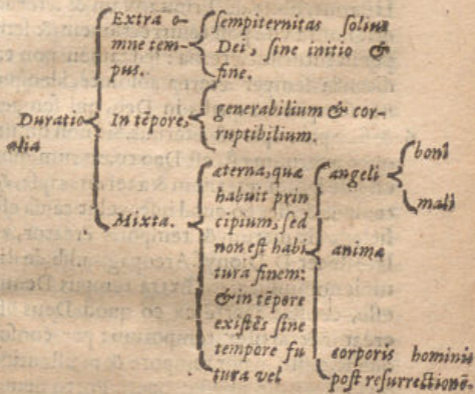 Duratio
alia
Extra o-
mne tem-
pus.
sempiternitas solius
Dei, sine initio &
fine.
In tẽpore,
generabilium & cor-
ruptibilium.
Mixta.
æterna, quæ
habuit prin
cipium, sed
non est habi
tura finem:
& in tẽpore
existẽs sine
tempore fu
tura vel
angeli
boni
mali
animæ
corporis hominis
post resurrectionẽ.